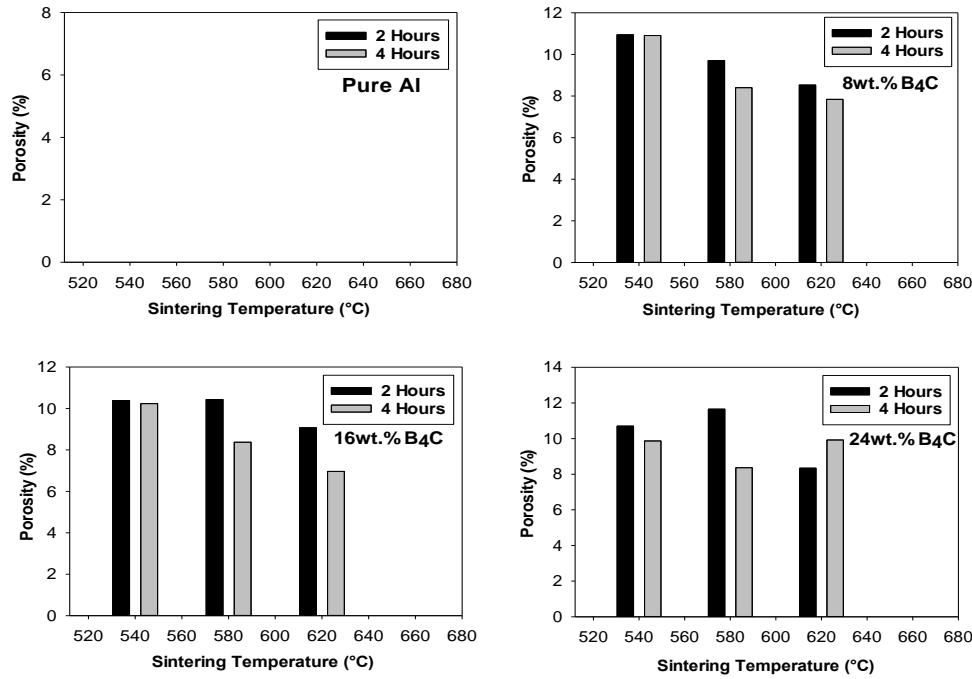 8
6
4
2
0
Porosity (%)
2 Hours
4 Hours
Pure Al
520 540 560 580 600 620 640 660 680
Sintering Temperature (°C)
12
10
8
6
4
2
0
Porosity (%)
2 Hours
4 Hours
8wt.% B4C
520 540 560 580 600 620 640 660 680
Sintering Temperature (°C)
12
10
8
6
4
2
0
Porosity (%)
2 Hours
4 Hours
16wt.% B4C
520 540 560 580 600 620 640 660 680
Sintering Temperature (°C)
14
12
10
8
6
4
2
0
Porosity (%)
2 Hours
4 Hours
24wt.% B4C
520 540 560 580 600 620 640 660 680
Sintering Temperature (°C)